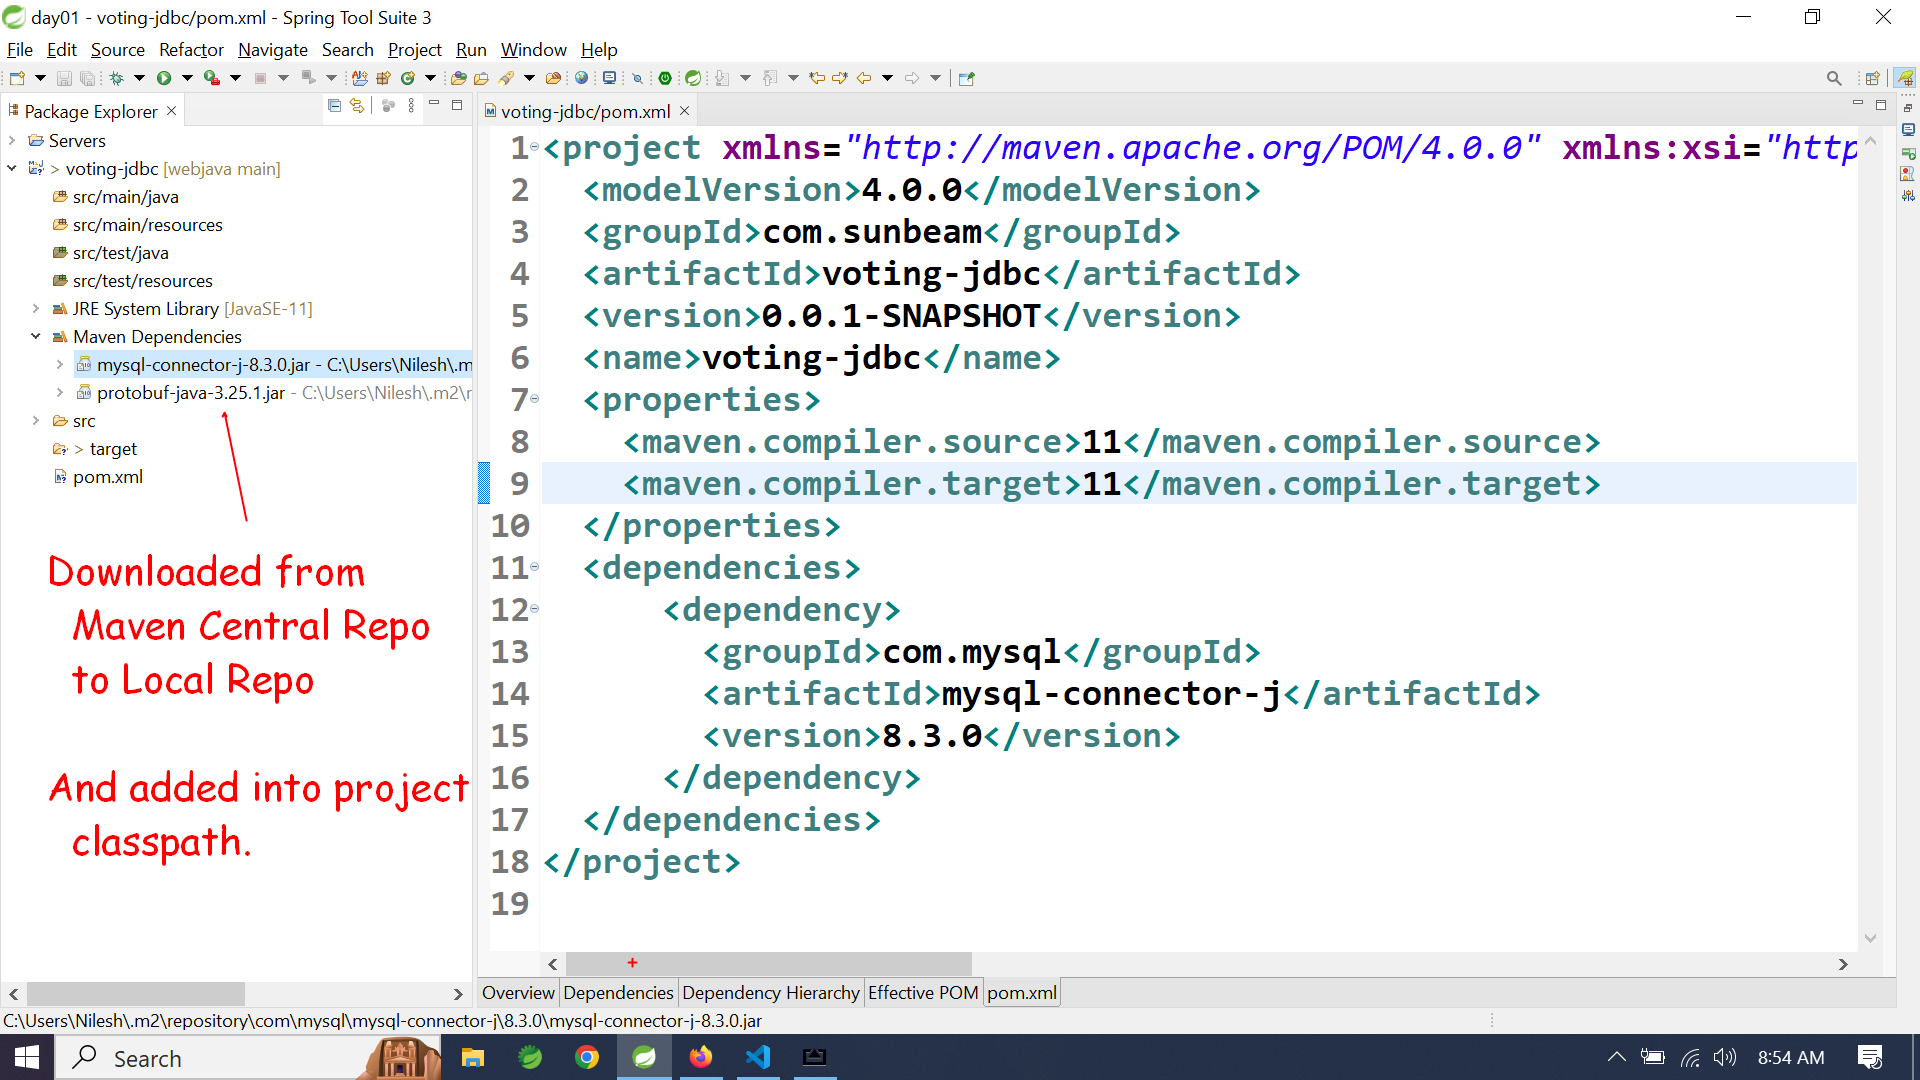 day01 - voting-jdbc/pom.xml - Spring Tool Suite 3
File Edit Source Refactor Navigate Search Project Run Window Help
Package Explorer
voting-jdbc/pom.xml
Servers
> voting-jdbc [webjava main]
src/main/java
src/main/resources
src/test/java
src/test/resources
JRE System Library [JavaSE-11]
Maven Dependencies
mysql-connector-j-8.3.0.jar - C:\Users\Nilesh\.m
protobuf-java-3.25.1.jar - C:\Users\Nilesh\.m2\r
src
> target
pom.xml
Downloaded from
Maven Central Repo
to Local Repo
And added into project
classpath.
1 <project xmlns="http://maven.apache.org/POM/4.0.0" xmlns:xsi="http
2 <modelVersion>4.0.0</modelVersion>
3 <groupId>com.sunbeam</groupId>
4 <artifactId>voting-jdbc</artifactId>
5 <version>0.0.1-SNAPSHOT</version>
6 <name>voting-jdbc</name>
7 <properties>
8 <maven.compiler.source>11</maven.compiler.source>
9 <maven.compiler.target>11</maven.compiler.target>
10 </properties>
11 <dependencies>
12 <dependency>
13 <groupId>com.mysql</groupId>
14 <artifactId>mysql-connector-j</artifactId>
15 <version>8.3.0</version>
16 </dependency>
17 </dependencies>
18 </project>
19
Overview Dependencies Dependency Hierarchy Effective POM pom.xml
C:\Users\Nilesh\.m2\repository\com\mysql\mysql-connector-j\8.3.0\mysql-connector-j-8.3.0.jar
Search
8:54 AM